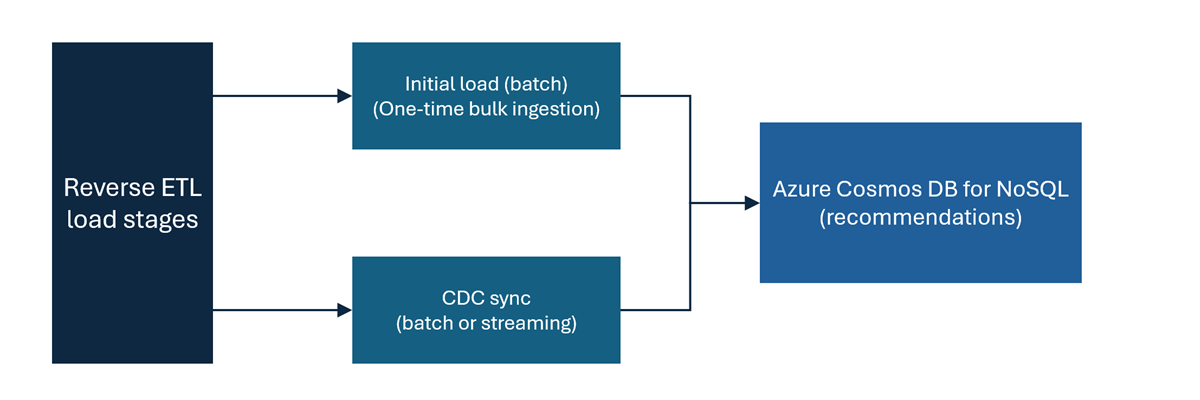 Reverse ETL
load stages
Initial load (batch)
(One-time bulk ingestion)
CDC sync
(batch or streaming)
Azure Cosmos DB for NoSQL
(recommendations)